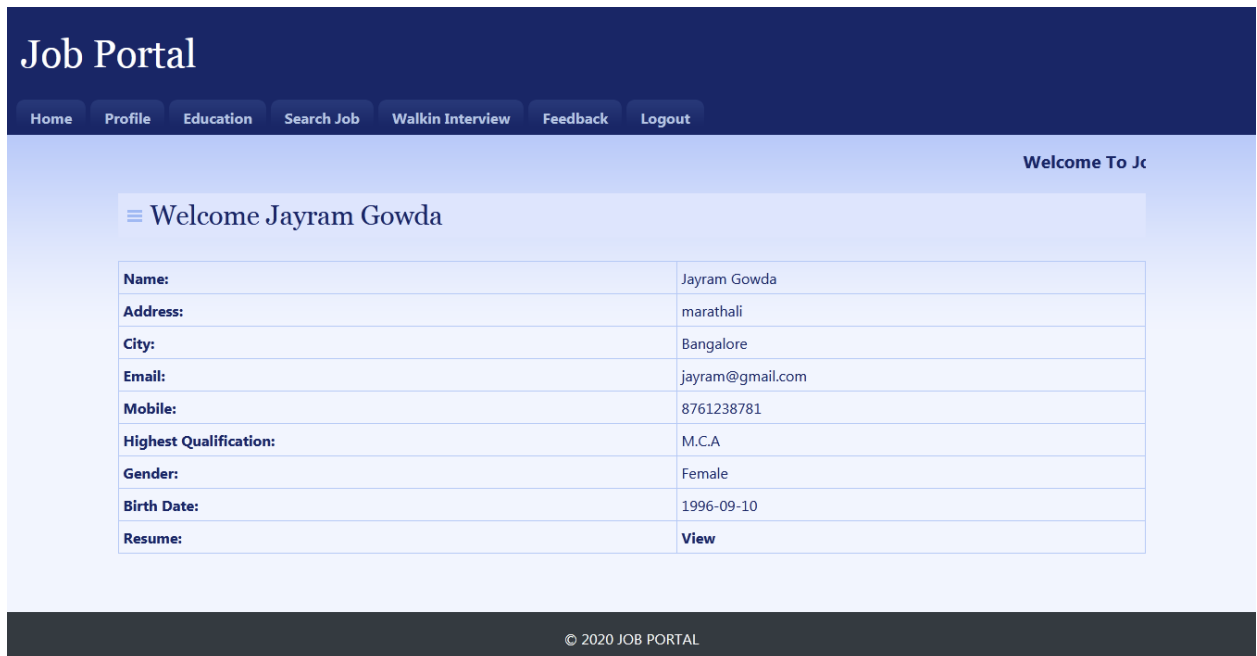 Job Portal
Home Profile Education Search Job Walkin Interview Feedback Logout
Welcome To
Welcome Jayram Gowda
Name: Jayram Gowda
Address: marathali
City: Bangalore
Email: jayram@gmail.com
Mobile: 8761238781
Highest Qualification: M.C.A
Gender: Female
Birth Date: 1996-09-10
Resume: View
© 2020 JOB PORTAL